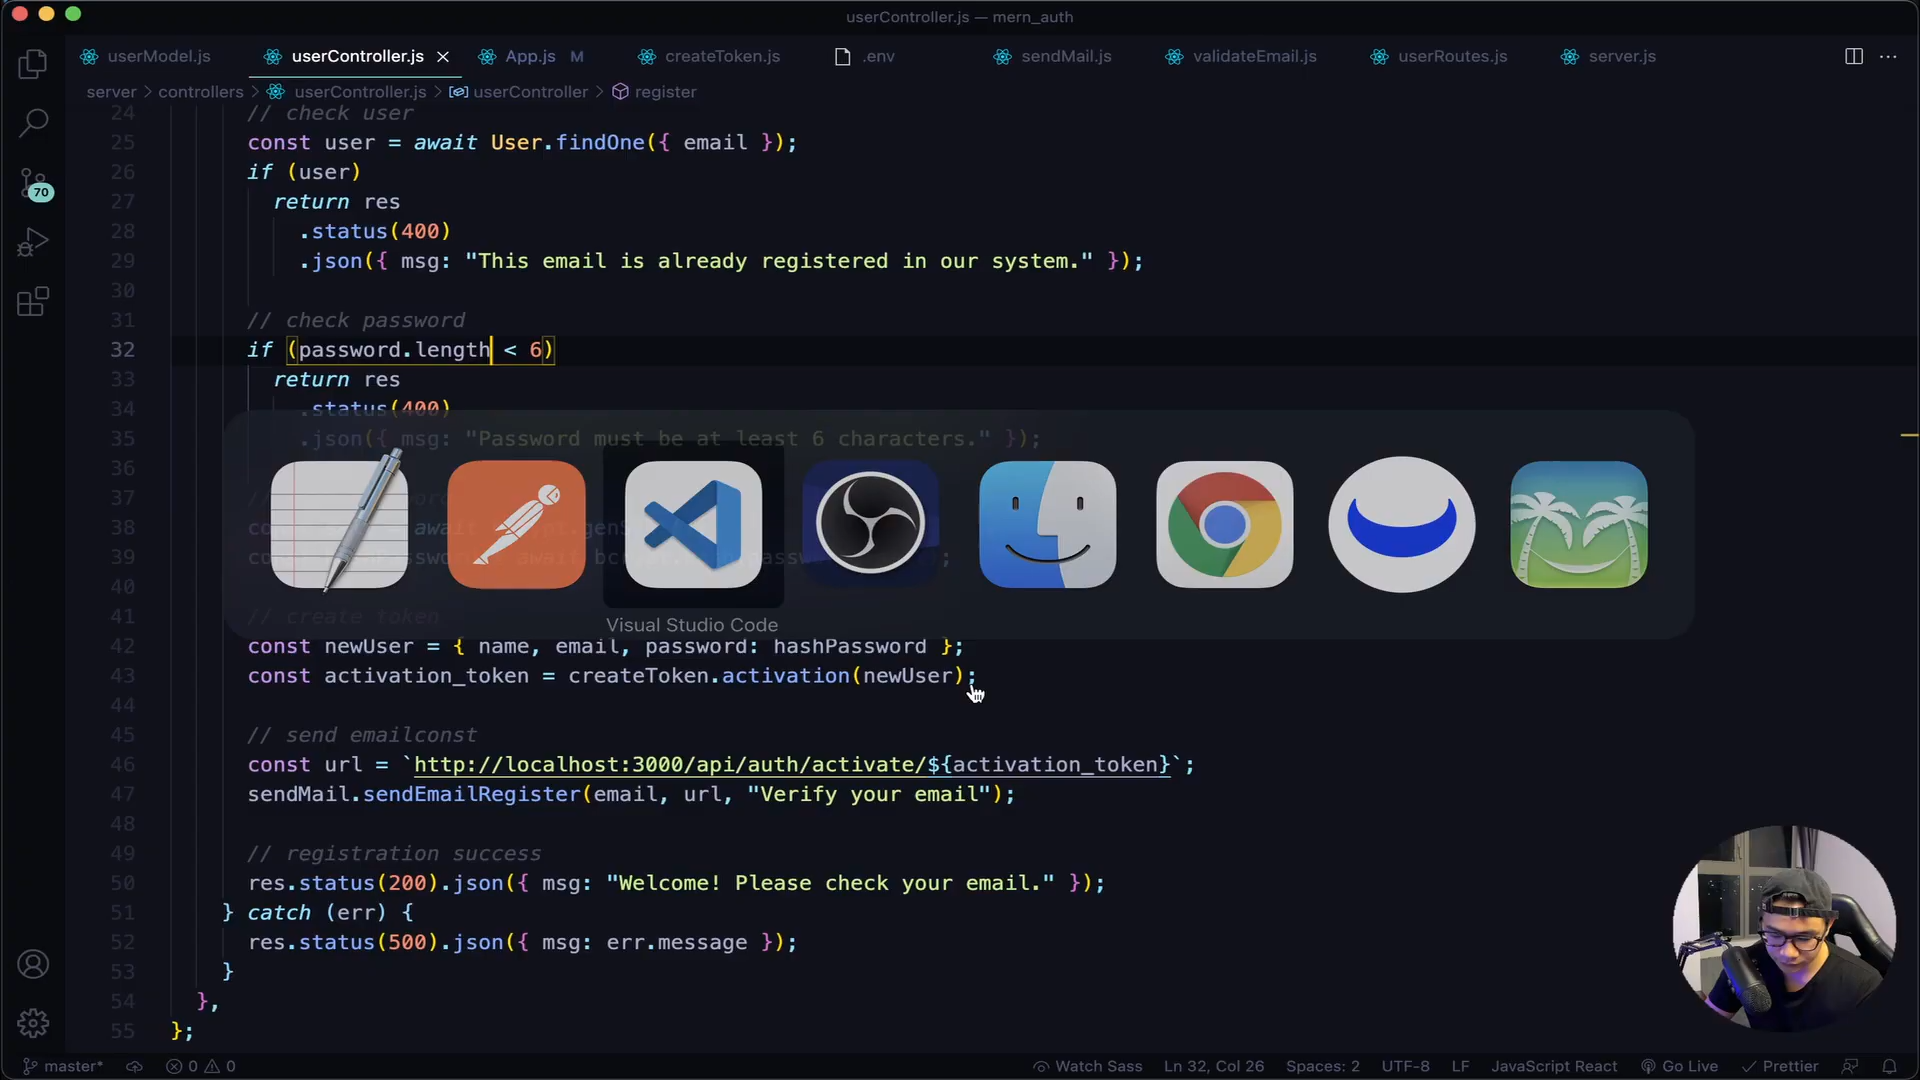 userController.js — mern_auth
userModel.js
userController.js
App.js M
createToken.js
.env
sendMail.js
validateEmail.js
userRoutes.js
server.js
server > controllers > userController.js > userController > register
24 // check user
25 const user = await User.findOne({ email });
26 if (user)
27 return res
28 .status(400)
29 .json({ msg: "This email is already registered in our system." });
30
31 // check password
32 if (password.length < 6)
33 return res
34 .status(400)
35 .json({ msg: "Password must be at least 6 characters." });
36
37
38 await
39 await
40
41 // create token
42 const newUser = { name, email, password: hashPassword };
43 const activation_token = createToken.activation(newUser);
44
45 // send emailconst
46 const url = `http://localhost:3000/api/auth/activate/${activation_token}`;
47 sendMail.sendEmailRegister(email, url, "Verify your email");
48
49 // registration success
50 res.status(200).json({ msg: "Welcome! Please check your email." });
51 } catch (err) {
52 res.status(500).json({ msg: err.message });
53 }
54 },
55 };
70
Visual Studio Code
master*
0 0
Watch Sass
Ln 32, Col 26
Spaces: 2
UTF-8
LF
JavaScript React
Go Live
Prettier